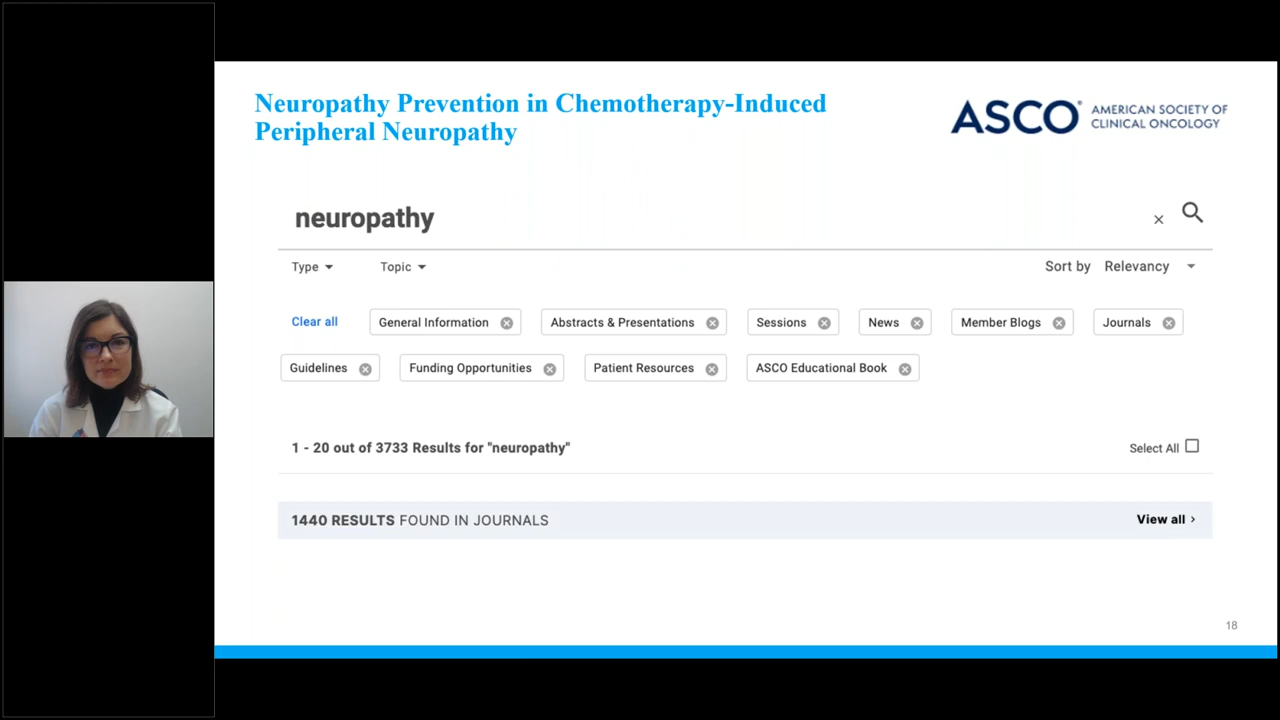 Neuropathy Prevention in Chemotherapy-Induced
Peripheral Neuropathy
ASCO® AMERICAN SOCIETY OF
CLINICAL ONCOLOGY
neuropathy
Type Topic Sort by Relevancy
Clear all General Information Abstracts & Presentations Sessions News Member Blogs Journals
Guidelines Funding Opportunities Patient Resources ASCO Educational Book
1 - 20 out of 3733 Results for "neuropathy" Select All
1440 RESULTS FOUND IN JOURNALS View all ›
18